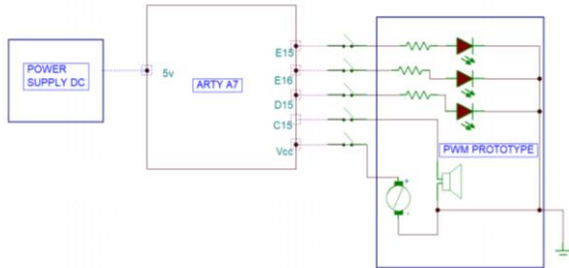 POWER
SUPPLY DC
5v
ARTY A7
E15
E16
D15
C15
Vcc
PWM PROTOTYPE
+
-